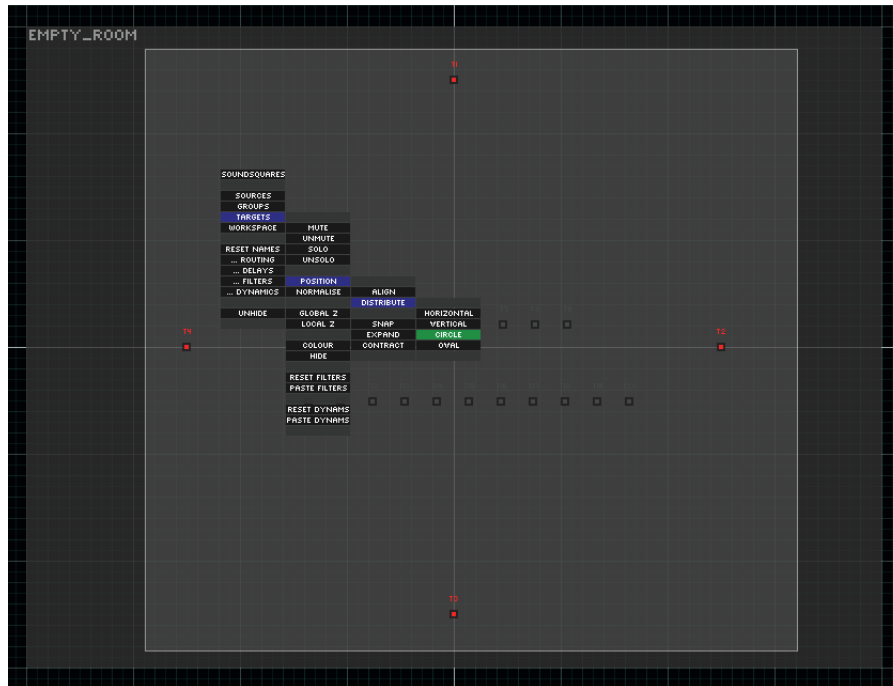 EMPTY_ROOM
T1
SOUNDSQUARES
SOURCES
GROUPS
TARGETS
WORKSPACE
RESET NAMES
... ROUTING
... DELAYS
... FILTERS
... DYNAMICS
UNHIDE
MUTE
UNMUTE
SOLO
UNSOLO
POSITION
NORMALISE
GLOBAL Z
LOCAL Z
COLOUR
HIDE
RESET FILTERS
PASTE FILTERS
RESET DYNAMS
PASTE DYNAMS
ALIGN
DISTRIBUTE
SNAP
EXPAND
CONTRACT
HORIZONTAL
VERTICAL
CIRCLE
OVAL
T4
T2
T3